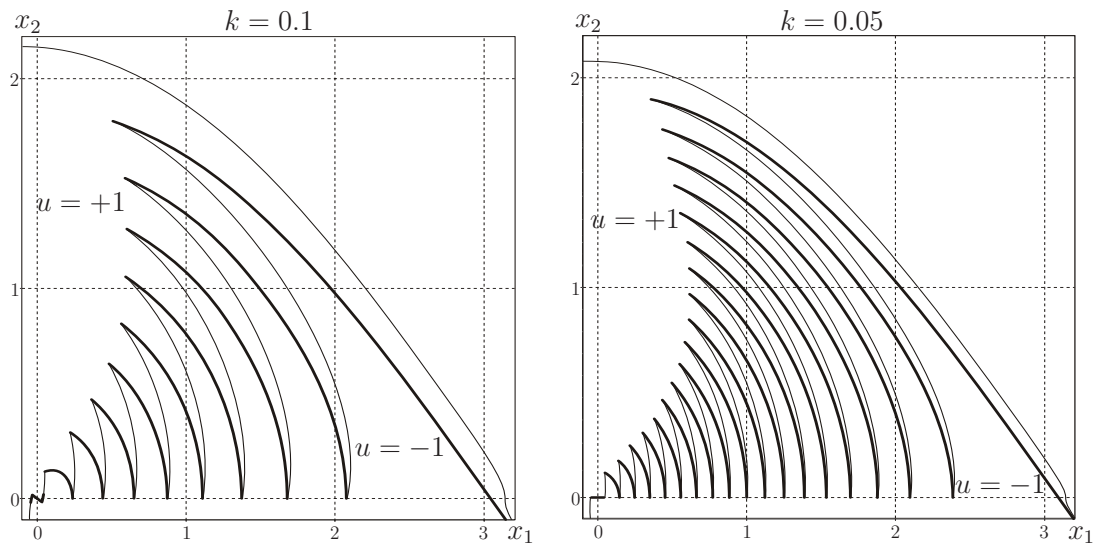 x₂ k = 0.1
2
u = +1
1
u = −1
0
0 1 2 3 x₁
x₂ k = 0.05
2
u = +1
1
u = −1
0
0 1 2 3 x₁